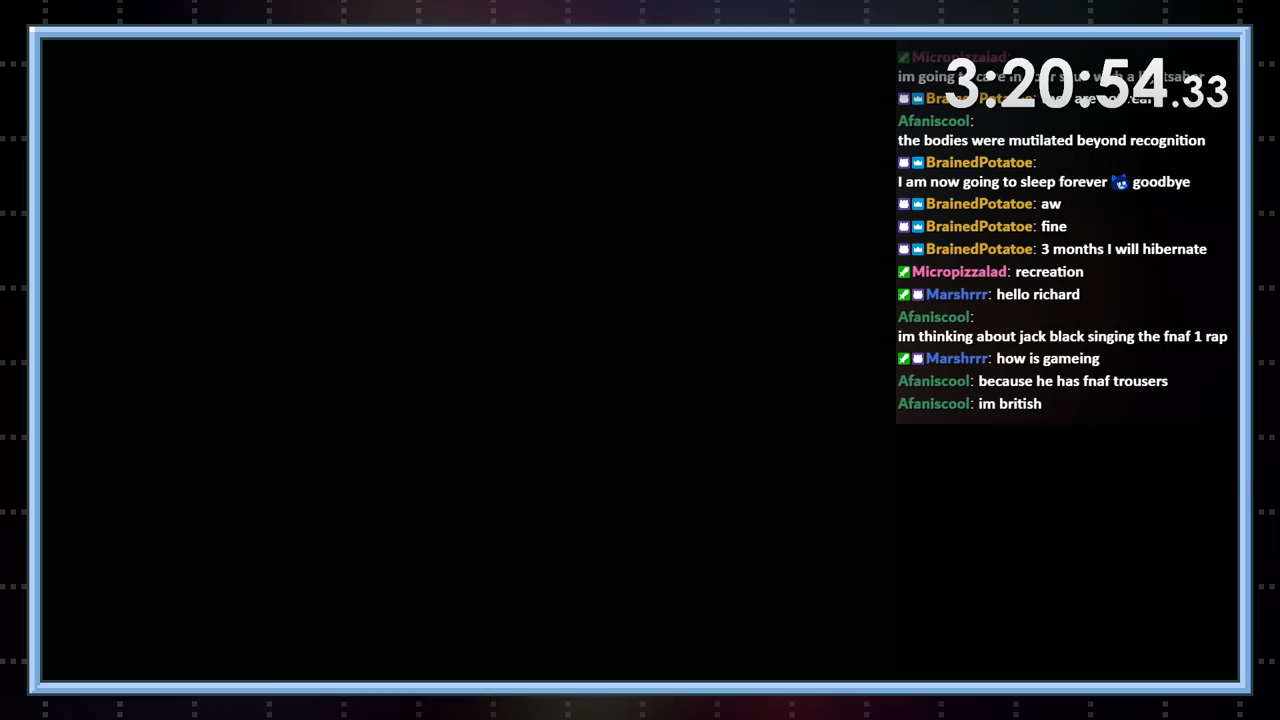 Micropizzalad:
3:20:54.33
im going
BrainedPotatoe:
Afaniscool:
the bodies were mutilated beyond recognition
BrainedPotatoe:
I am now going to sleep forever goodbye
BrainedPotatoe: aw
BrainedPotatoe: fine
BrainedPotatoe: 3 months I will hibernate
Micropizzalad: recreation
Marshrrr: hello richard
Afaniscool:
im thinking about jack black singing the fnaf 1 rap
Marshrrr: how is gameing
Afaniscool: because he has fnaf trousers
Afaniscool: im british